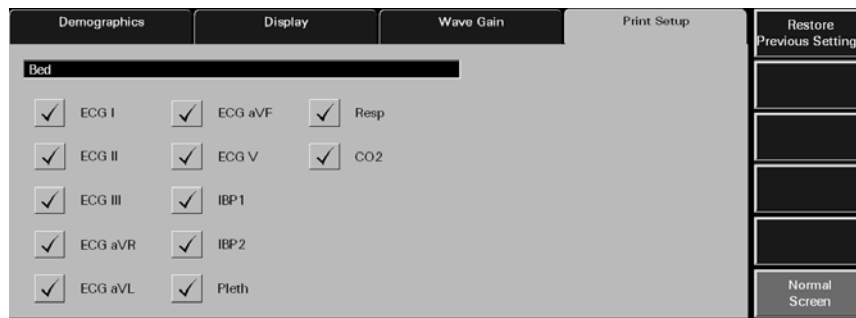 Demographics
Display
Wave Gain
Print Setup
Restore
Previous Setting
Bed
ECG I
ECG aVF
Resp
ECG II
ECG V
CO2
ECG III
IBP1
ECG aVR
IBP2
ECG aVL
Pleth
Normal
Screen